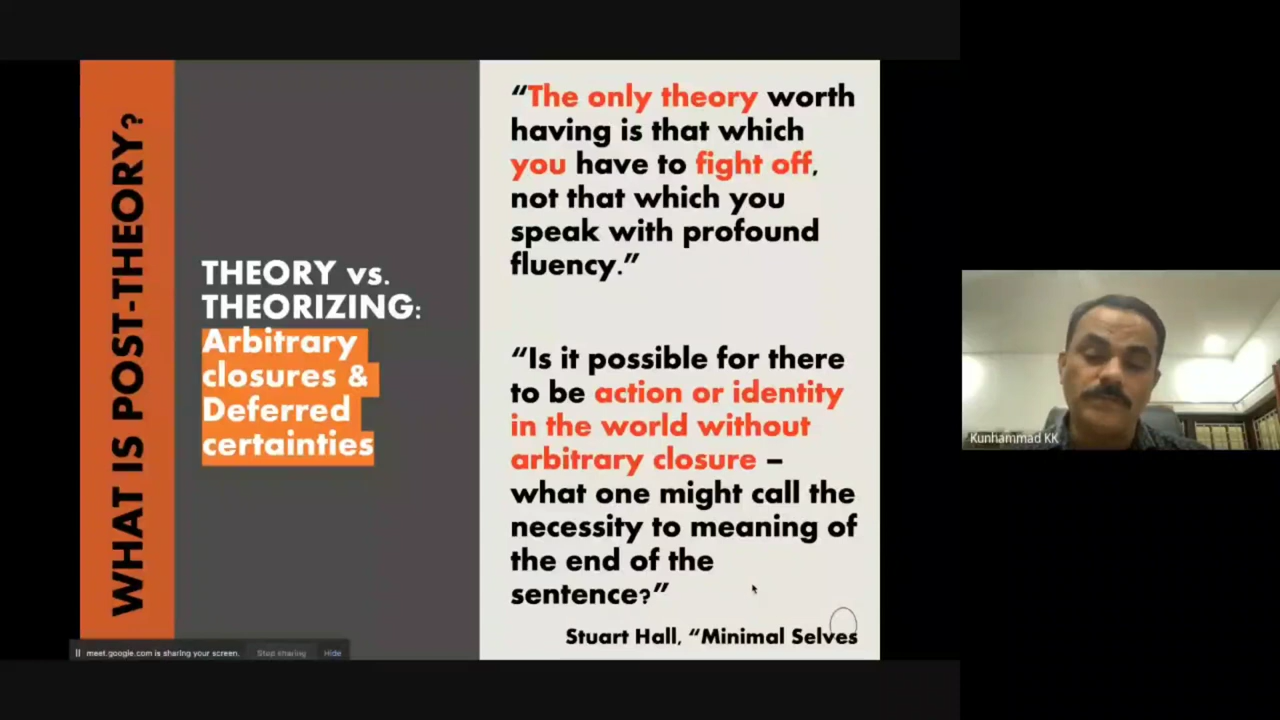 WHAT IS POST-THEORY?
THEORY vs.
THEORIZING:
Arbitrary
closures &
Deferred
certainties
“The only theory worth
having is that which
you have to fight off,
not that which you
speak with profound
fluency.”
“Is it possible for there
to be action or identity
in the world without
arbitrary closure –
what one might call the
necessity to meaning of
the end of the
sentence?”
Stuart Hall, “Minimal Selves
meet.google.com is sharing your screen.
Stop sharing
Hide
Kunhammad KK